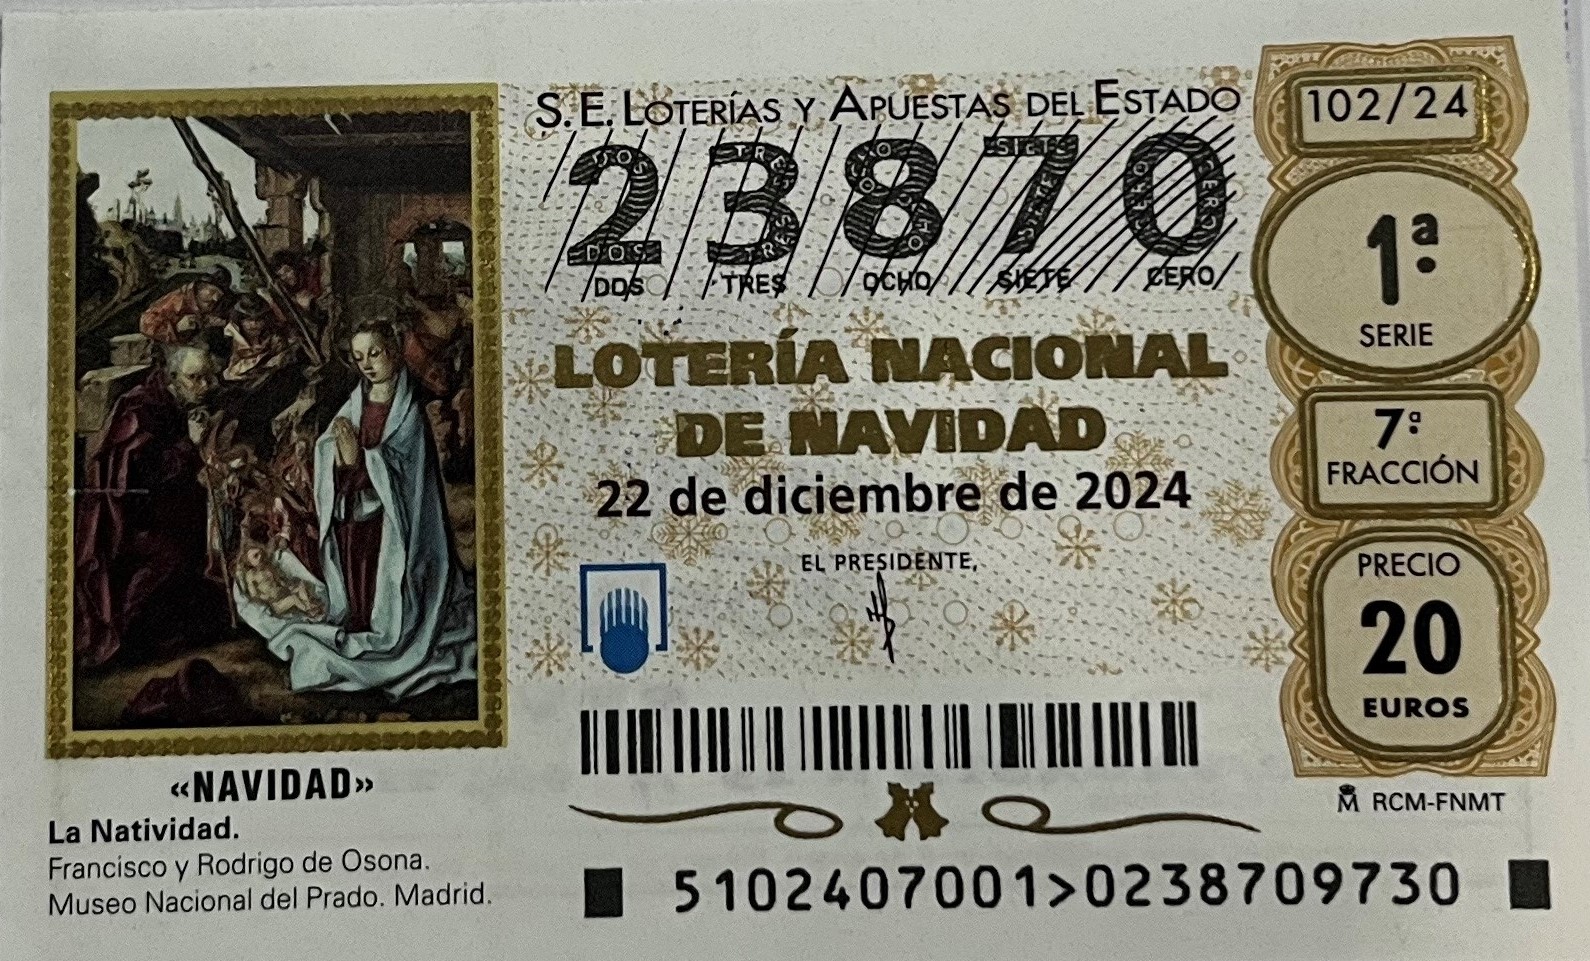 S.E. LOTERÍAS Y APUESTAS DEL ESTADO
23870
DOS TRES OCHO SIETE CERO
LOTERÍA NACIONAL
DE NAVIDAD
22 de diciembre de 2024
EL PRESIDENTE,
102/24
1ª
SERIE
7ª
FRACCIÓN
PRECIO
20
EUROS
RCM-FNMT
«NAVIDAD»
La Natividad.
Francisco y Rodrigo de Osona.
Museo Nacional del Prado. Madrid.
5102407001>0238709730